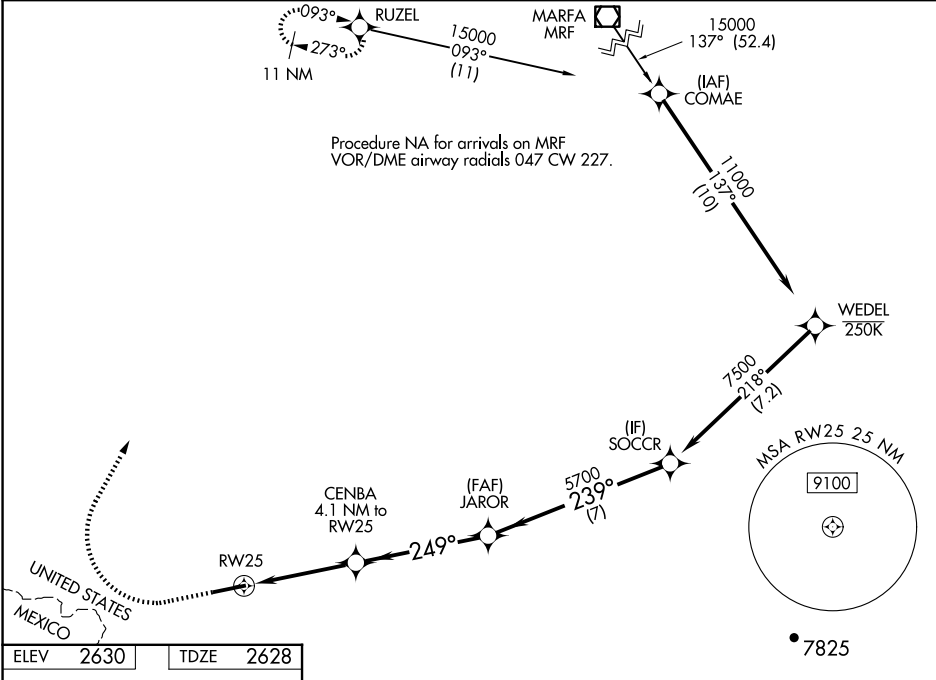 093°
RUZEL
273°
11 NM
15000
093°
(11)
MARFA
MRF
15000
137° (52.4)
(IAF)
COMAE
Procedure NA for arrivals on MRF
VOR/DME airway radials 047 CW 227.
11000
137°
(10)
WEDEL
250K
7500
218°
(7.2)
(IF)
SOCCR
MSA RW25 25 NM
9100
5700
239°
(7)
(FAF)
JAROR
CENBA
4.1 NM to
RW25
249°
RW25
UNITED STATES
MEXICO
7825
ELEV 2630
TDZE 2628